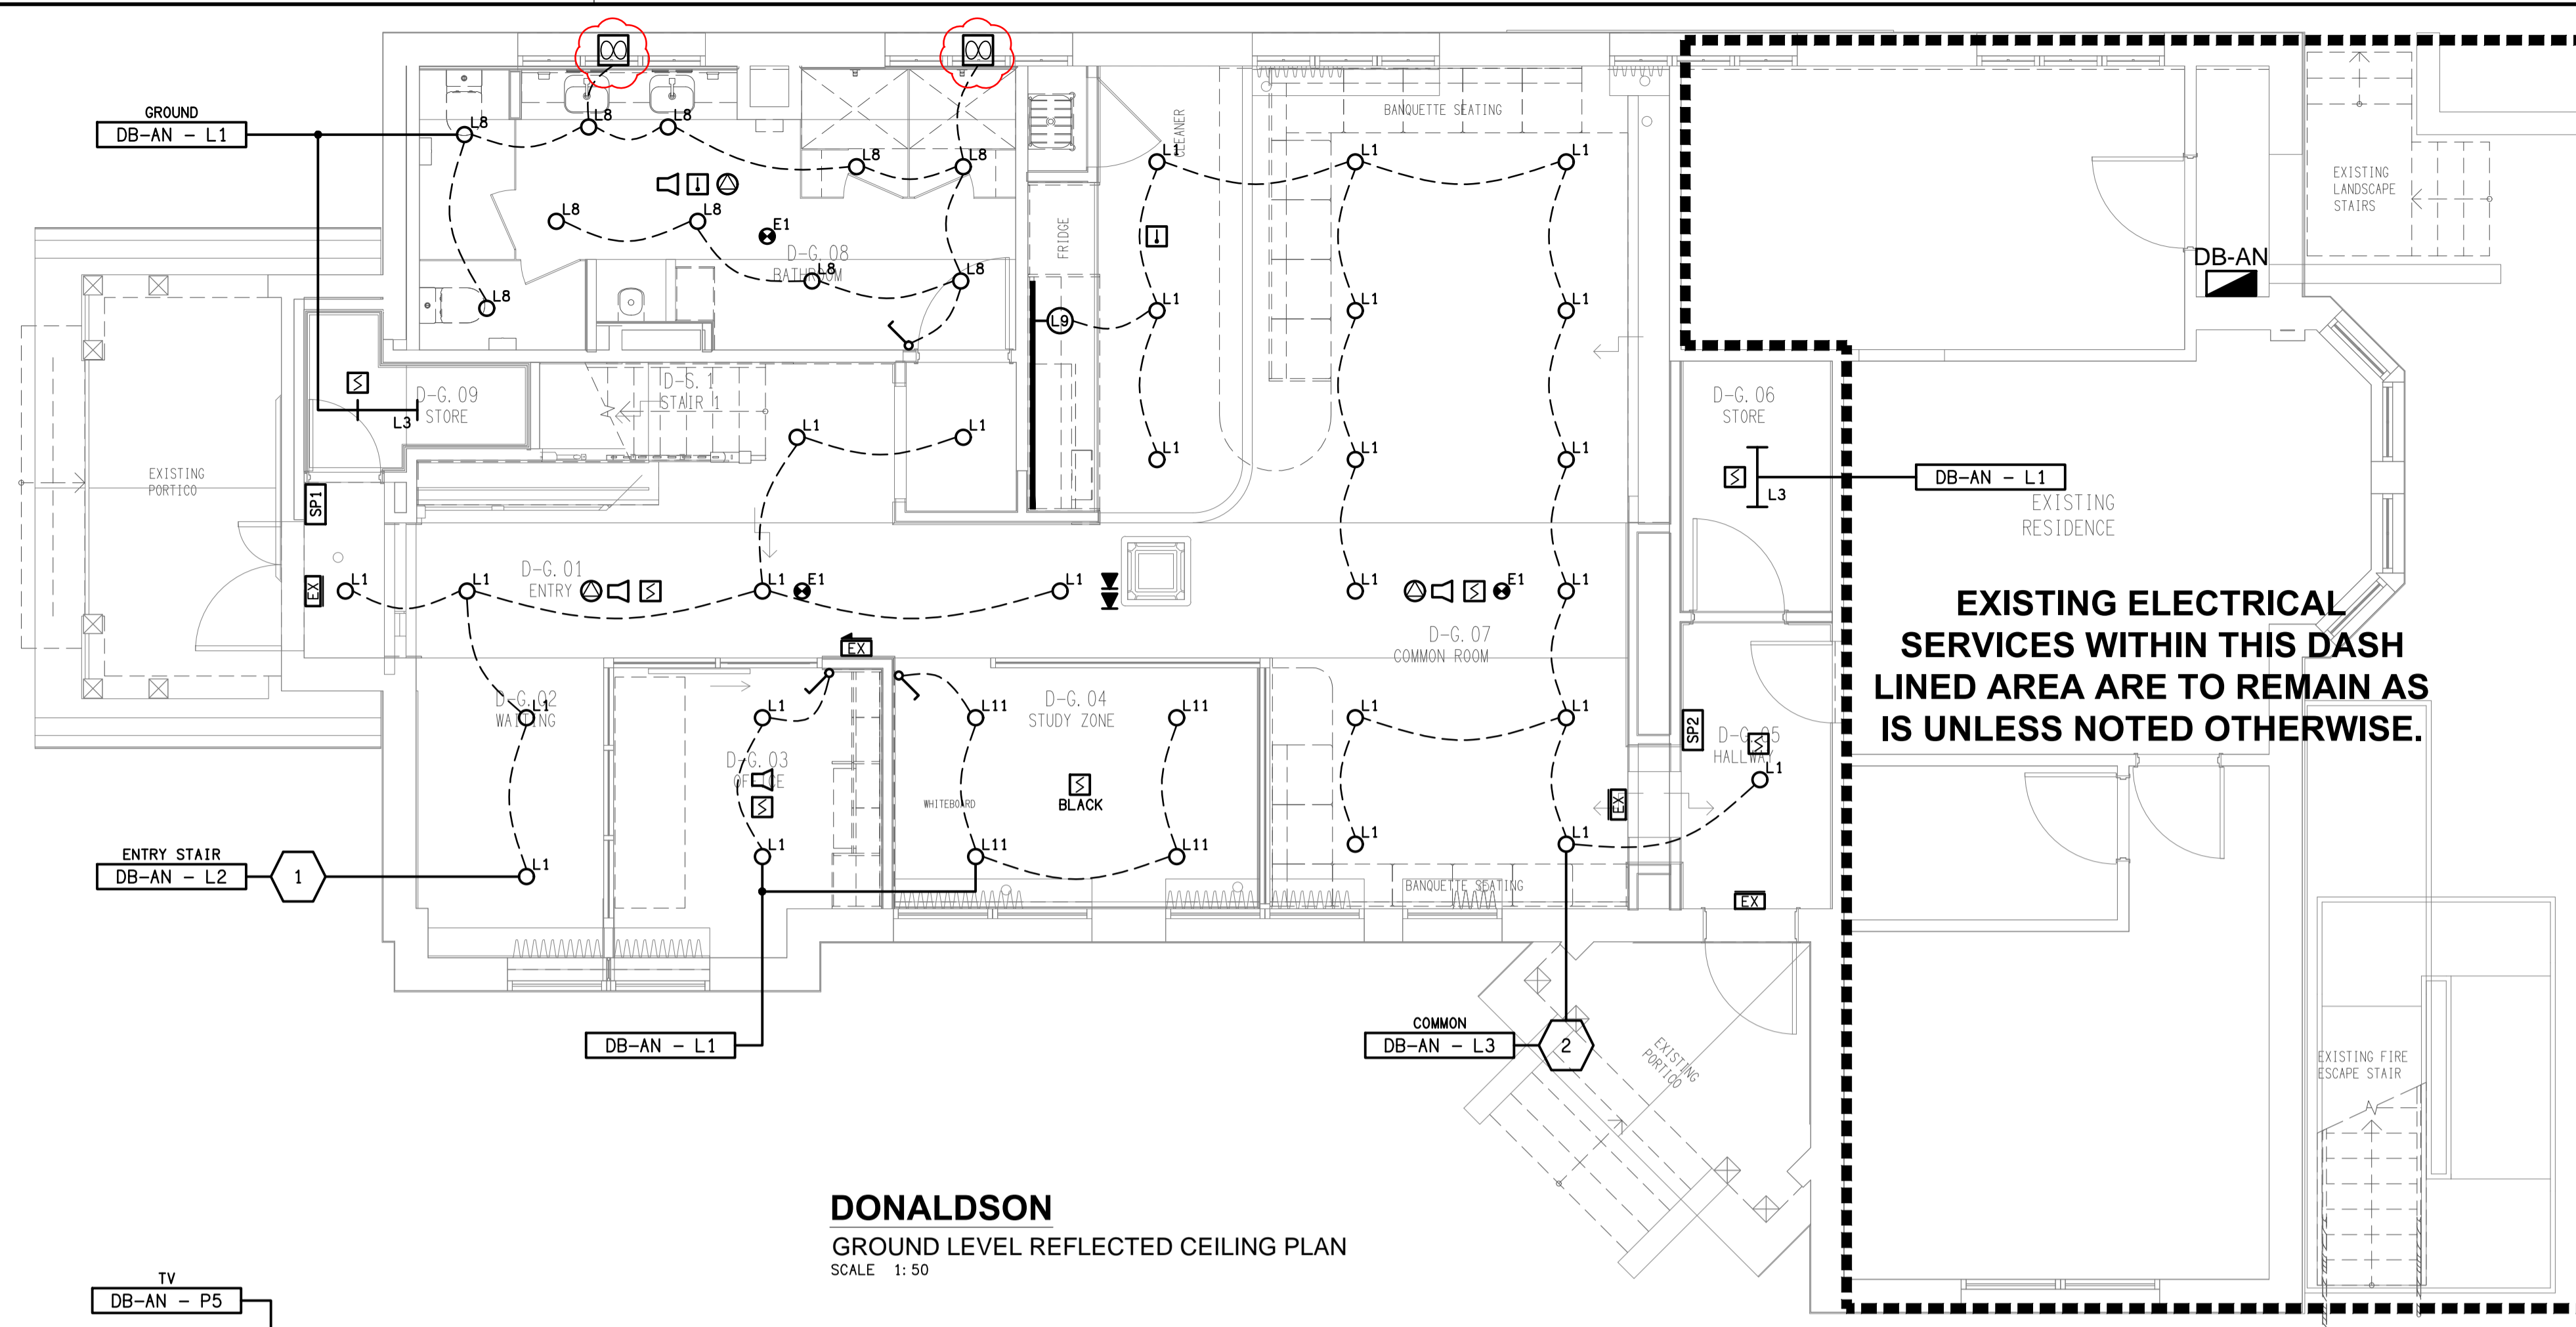 GROUND
DB-AN - L1
L8
L8
L8
L8
L8
L8
L8
L8
L8
L8
E1
D-G.08
BATHROOM
CLEANER
FRIDGE
L9
BANQUETTE SEATING
L1
L1
L1
L1
L1
L1
L1
L1
L1
L1
L1
L1
EXISTING
LANDSCAPE
STAIRS
DB-AN
D-G.09
STORE
L3
D-S.1
STAIR 1
L1
L1
EXISTING
PORTICO
SP1
D-G.06
STORE
L3
DB-AN - L1
EXISTING
RESIDENCE
EX
L1
L1
D-G.01
ENTRY
L1
E1
L1
E1
D-G.07
COMMON ROOM
EXISTING ELECTRICAL
SERVICES WITHIN THIS DASH
LINED AREA ARE TO REMAIN AS
IS UNLESS NOTED OTHERWISE.
EX
D-G.02
WAITING
L1
L1
L1
D-G.03
OFFICE
L1
L11
L11
D-G.04
STUDY ZONE
WHITEBOARD
BLACK
L11
L11
L1
L1
L1
L1
SP2
D-G.05
HALLWAY
L1
EX
EX
BANQUETTE SEATING
ENTRY STAIR
DB-AN - L2
1
DB-AN - L1
COMMON
DB-AN - L3
2
EXISTING
PORTICO
EXISTING FIRE
ESCAPE STAIR
DONALDSON
GROUND LEVEL REFLECTED CEILING PLAN
SCALE 1:50
TV
DB-AN - P5